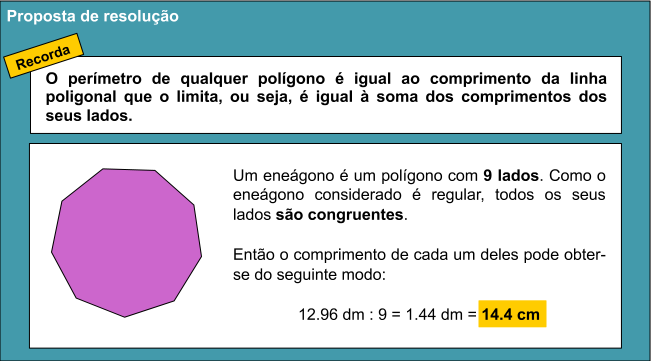 Proposta de resolução
Recorda
O perímetro de qualquer polígono é igual ao comprimento da linha
poligonal que o limita, ou seja, é igual à soma dos comprimentos dos
seus lados.
Um eneágono é um polígono com 9 lados. Como o
eneágono considerado é regular, todos os seus
lados são congruentes.
Então o comprimento de cada um deles pode obter-
se do seguinte modo:
12.96 dm : 9 = 1.44 dm = 14.4 cm